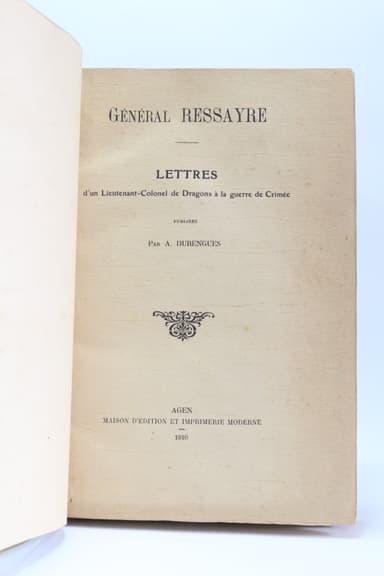 GÉNÉRAL RESSAYRE
LETTRES
d'un Lieutenant-Colonel de Dragons à la guerre de Crimée
PUBLIÉES
PAR A. DUBENGUES
AGEN
MAISON D'ÉDITION ET IMPRIMERIE MODERNE
1910